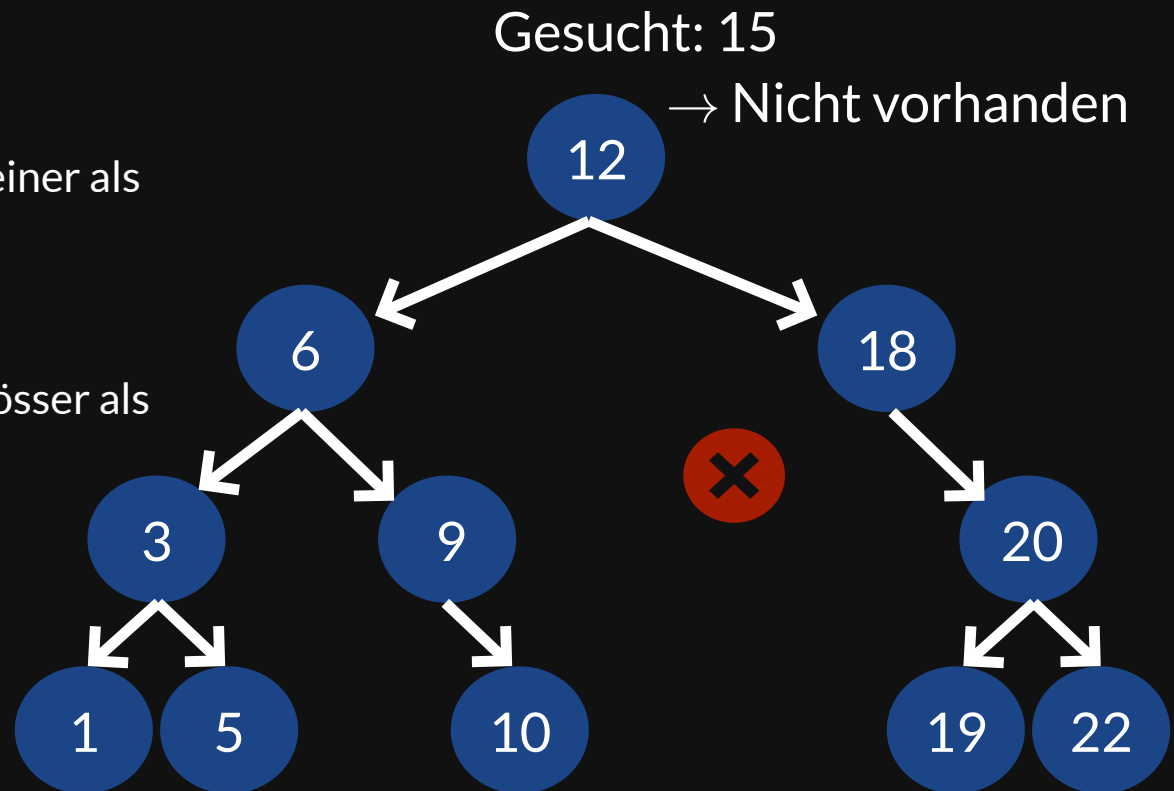 Gesucht: 15
→ Nicht vorhanden
12
einer als
6
18
össer als
3
9
20
1
5
10
19
22